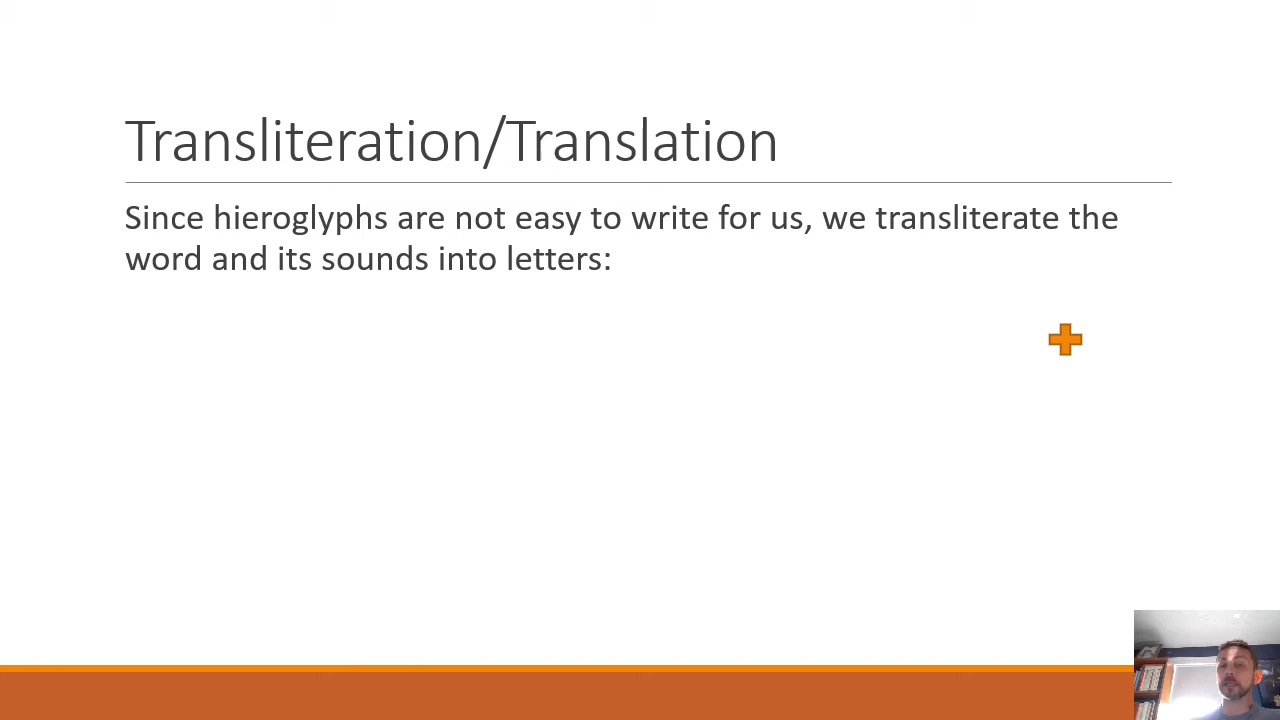 Transliteration/Translation
Since hieroglyphs are not easy to write for us, we transliterate the
word and its sounds into letters: